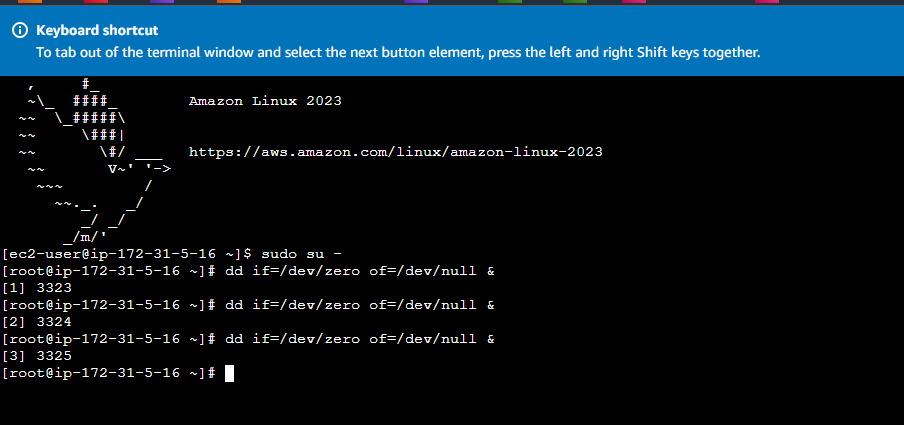 Keyboard shortcut
To tab out of the terminal window and select the next button element, press the left and right Shift keys together.
   ,     #_
   ~\_  ####_        Amazon Linux 2023
  ~~  \_#####\
  ~~     \###|
  ~~       \#/ ___   https://aws.amazon.com/linux/amazon-linux-2023
   ~~       V~' '->
    ~~~         /
      ~~._.   _/
         _/ _/
       _/m/'
[ec2-user@ip-172-31-5-16 ~]$ sudo su -
[root@ip-172-31-5-16 ~]# dd if=/dev/zero of=/dev/null &
[1] 3323
[root@ip-172-31-5-16 ~]# dd if=/dev/zero of=/dev/null &
[2] 3324
[root@ip-172-31-5-16 ~]# dd if=/dev/zero of=/dev/null &
[3] 3325
[root@ip-172-31-5-16 ~]#